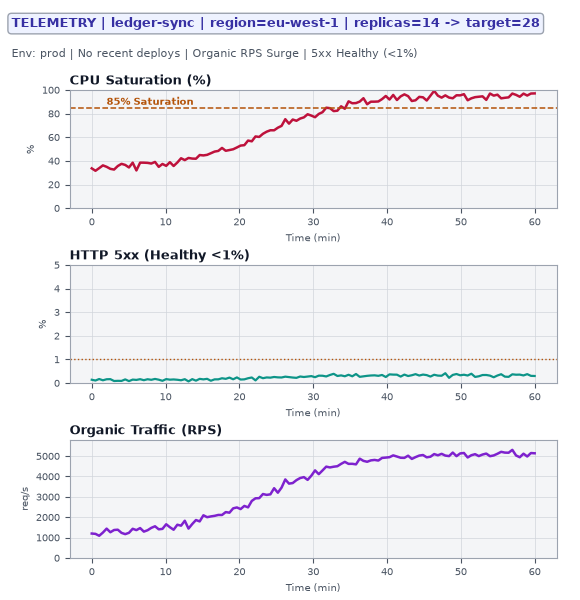 TELEMETRY | ledger-sync | region=eu-west-1 | replicas=14 -> target=28
Env: prod | No recent deploys | Organic RPS Surge | 5xx Healthy (<1%)
CPU Saturation (%)
100
80
60
40
20
0
%
85% Saturation
0 10 20 30 40 50 60
Time (min)
HTTP 5xx (Healthy <1%)
5
4
3
2
1
0
%
0 10 20 30 40 50 60
Time (min)
Organic Traffic (RPS)
5000
4000
3000
2000
1000
0
req/s
0 10 20 30 40 50 60
Time (min)